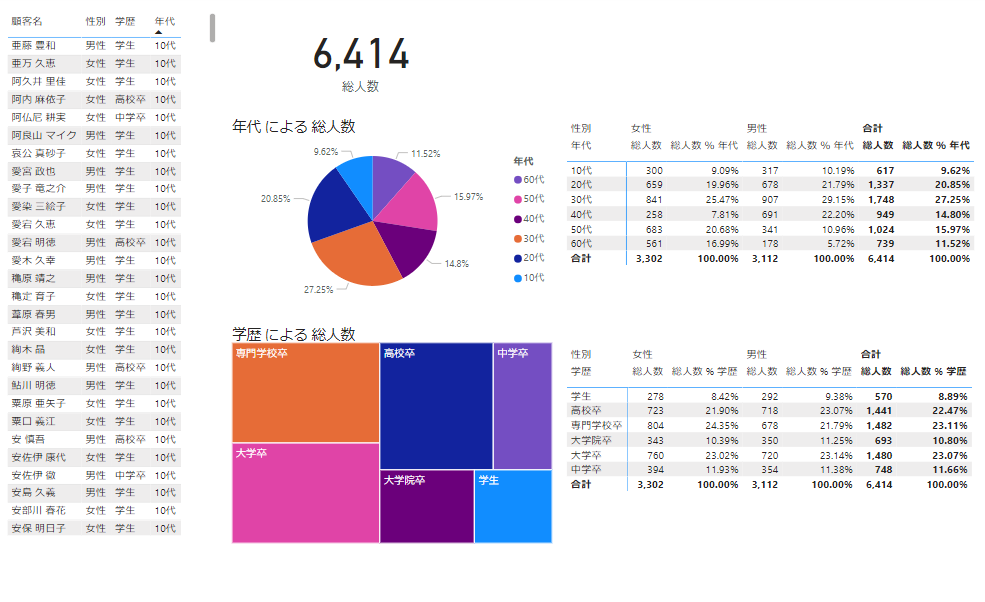 顧客名 性別 学歴 年代
亜藤 豊和 男性 学生 10代
亜万 久恵 女性 学生 10代
阿久井 里佳 女性 学生 10代
阿内 麻依子 女性 高校卒 10代
阿仏尼 耕実 女性 中学卒 10代
阿良山 マイク 男性 学生 10代
哀公 真砂子 女性 学生 10代
愛宮 政也 男性 学生 10代
愛子 竜之介 男性 学生 10代
愛染 三絵子 女性 学生 10代
愛宕 久恵 女性 学生 10代
愛宕 明徳 男性 高校卒 10代
愛木 久幸 男性 学生 10代
穐原 靖之 男性 学生 10代
穐定 育子 女性 学生 10代
葦原 春男 男性 学生 10代
芦沢 美和 女性 学生 10代
絢木 晶 女性 学生 10代
絢野 義人 男性 高校卒 10代
鮎川 明徳 男性 学生 10代
粟原 亜矢子 女性 学生 10代
粟口 義江 女性 学生 10代
安 慎吾 男性 高校卒 10代
安佐伊 康代 女性 学生 10代
安佐伊 徹 男性 中学卒 10代
安島 久義 男性 学生 10代
安部川 春花 女性 学生 10代
安保 明日子 女性 学生 10代
6,414
総人数
年代 による 総人数
9.62%
11.52%
15.97%
14.8%
27.25%
20.85%
年代
60代
50代
40代
30代
20代
10代
性別 女性 男性 合計
年代 総人数 総人数 % 年代 総人数 総人数 % 年代 総人数 総人数 % 年代
10代 300 9.09% 317 10.19% 617 9.62%
20代 659 19.96% 678 21.79% 1,337 20.85%
30代 841 25.47% 907 29.15% 1,748 27.25%
40代 258 7.81% 691 22.20% 949 14.80%
50代 683 20.68% 341 10.96% 1,024 15.97%
60代 561 16.99% 178 5.72% 739 11.52%
合計 3,302 100.00% 3,112 100.00% 6,414 100.00%
学歴 による 総人数
専門学校卒
高校卒
中学卒
大学卒
大学院卒
学生
性別 女性 男性 合計
学歴 総人数 総人数 % 学歴 総人数 総人数 % 学歴 総人数 総人数 % 学歴
学生 278 8.42% 292 9.38% 570 8.89%
高校卒 723 21.90% 718 23.07% 1,441 22.47%
専門学校卒 804 24.35% 678 21.79% 1,482 23.11%
大学院卒 343 10.39% 350 11.25% 693 10.80%
大学卒 760 23.02% 720 23.14% 1,480 23.07%
中学卒 394 11.93% 354 11.38% 748 11.66%
合計 3,302 100.00% 3,112 100.00% 6,414 100.00%